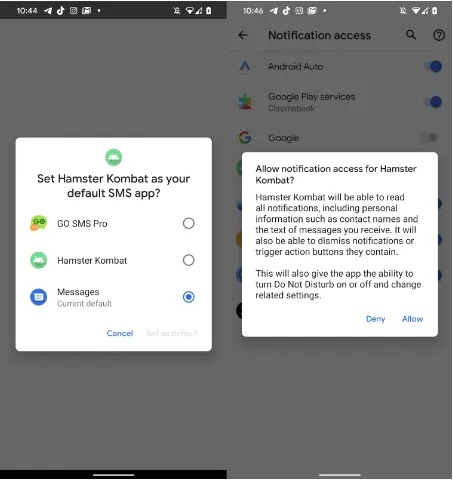 10:44
Set Hamster Kombat as your
default SMS app?
GO SMS Pro
Hamster Kombat
Messages
Current default
Cancel
Set as default
10:46
Notification access
Android Auto
Google Play services
Chromebook
Google
Allow notification access for Hamster
Kombat?
Hamster Kombat will be able to read
all notifications, including personal
information such as contact names and
the text of messages you receive. It will
also be able to dismiss notifications or
trigger action buttons they contain.
This will also give the app the ability to
turn Do Not Disturb on or off and change
related settings.
Deny
Allow